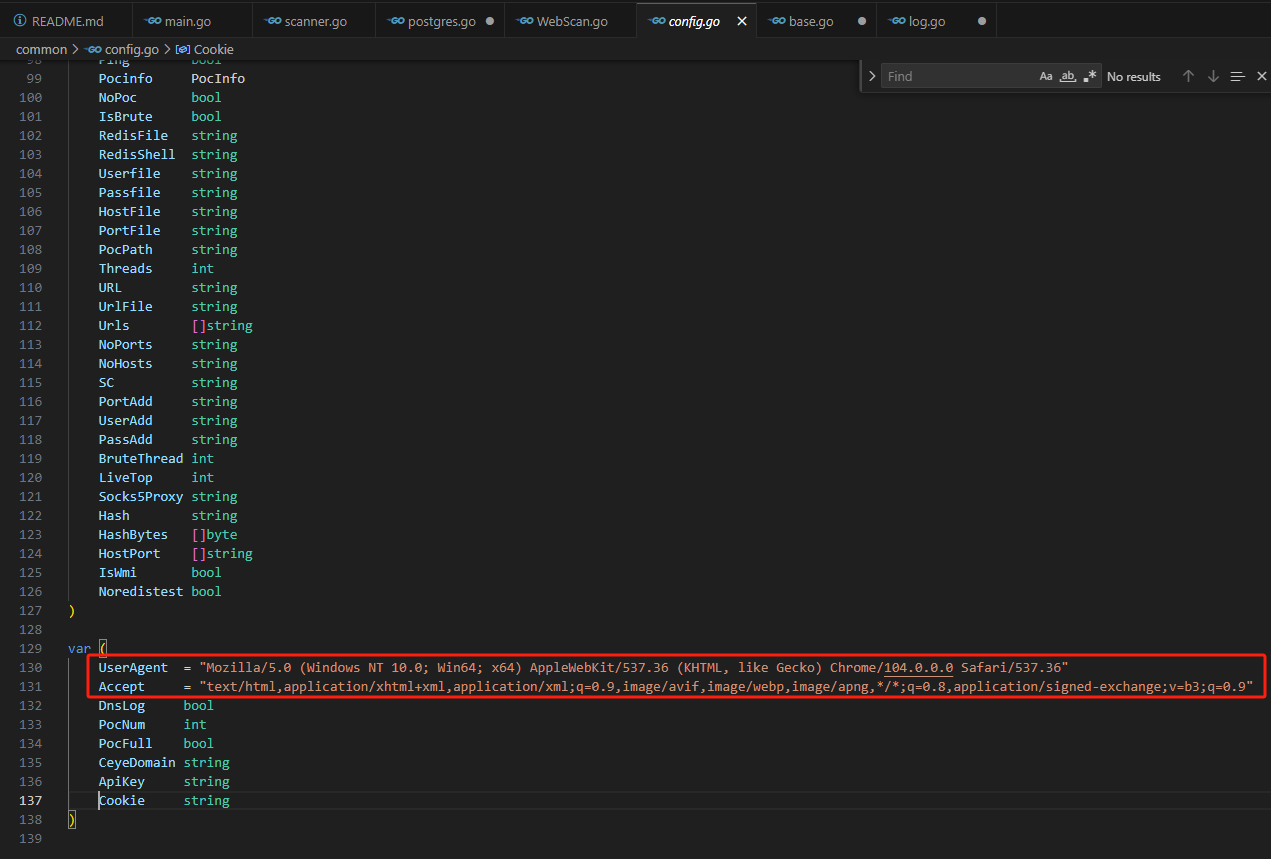 README.md main.go scanner.go postgres.go WebScan.go config.go base.go log.go
common > config.go > Cookie
Find Aa ab No results
98 Ping bool
99 Pocinfo PocInfo
100 NoPoc bool
101 IsBrute bool
102 RedisFile string
103 RedisShell string
104 Userfile string
105 Passfile string
106 HostFile string
107 PortFile string
108 PocPath string
109 Threads int
110 URL string
111 UrlFile string
112 Urls []string
113 NoPorts string
114 NoHosts string
115 SC string
116 PortAdd string
117 UserAdd string
118 PassAdd string
119 BruteThread int
120 LiveTop int
121 Socks5Proxy string
122 Hash string
123 HashBytes []byte
124 HostPort []string
125 IsWmi bool
126 Noredistest bool
127 )
128
129 var (
130 UserAgent = "Mozilla/5.0 (Windows NT 10.0; Win64; x64) AppleWebKit/537.36 (KHTML, like Gecko) Chrome/104.0.0.0 Safari/537.36"
131 Accept = "text/html,application/xhtml+xml,application/xml;q=0.9,image/avif,image/webp,image/apng,*/*;q=0.8,application/signed-exchange;v=b3;q=0.9"
132 DnsLog bool
133 PocNum int
134 PocFull bool
135 CeyeDomain string
136 ApiKey string
137 Cookie string
138 )
139